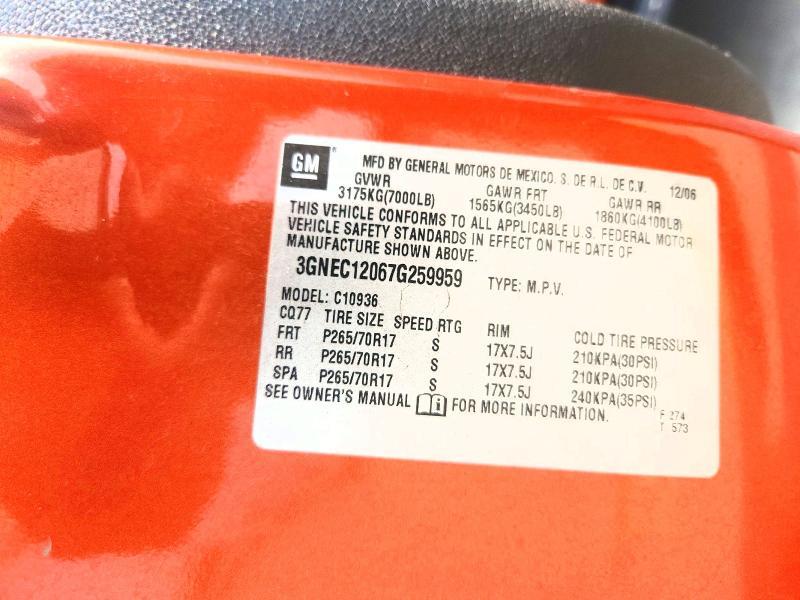 GM MFD BY GENERAL MOTORS DE MEXICO. S. DE R.L. DE C.V. 12/06
GVWR GAWR FRT GAWR RR
3175KG(7000LB) 1565KG(3450LB) 1860KG(4100LB)
THIS VEHICLE CONFORMS TO ALL APPLICABLE U.S. FEDERAL MOTOR
VEHICLE SAFETY STANDARDS IN EFFECT ON THE DATE OF
MANUFACTURE SHOWN ABOVE.
3GNEC12067G259959 TYPE: M.P.V.
MODEL: C10936
CQ77 TIRE SIZE SPEED RTG RIM COLD TIRE PRESSURE
FRT P265/70R17 S 17X7.5J 210KPA(30PSI)
RR P265/70R17 S 17X7.5J 210KPA(30PSI)
SPA P265/70R17 S 17X7.5J 240KPA(35PSI)
SEE OWNER'S MANUAL FOR MORE INFORMATION.
F 274
T 573